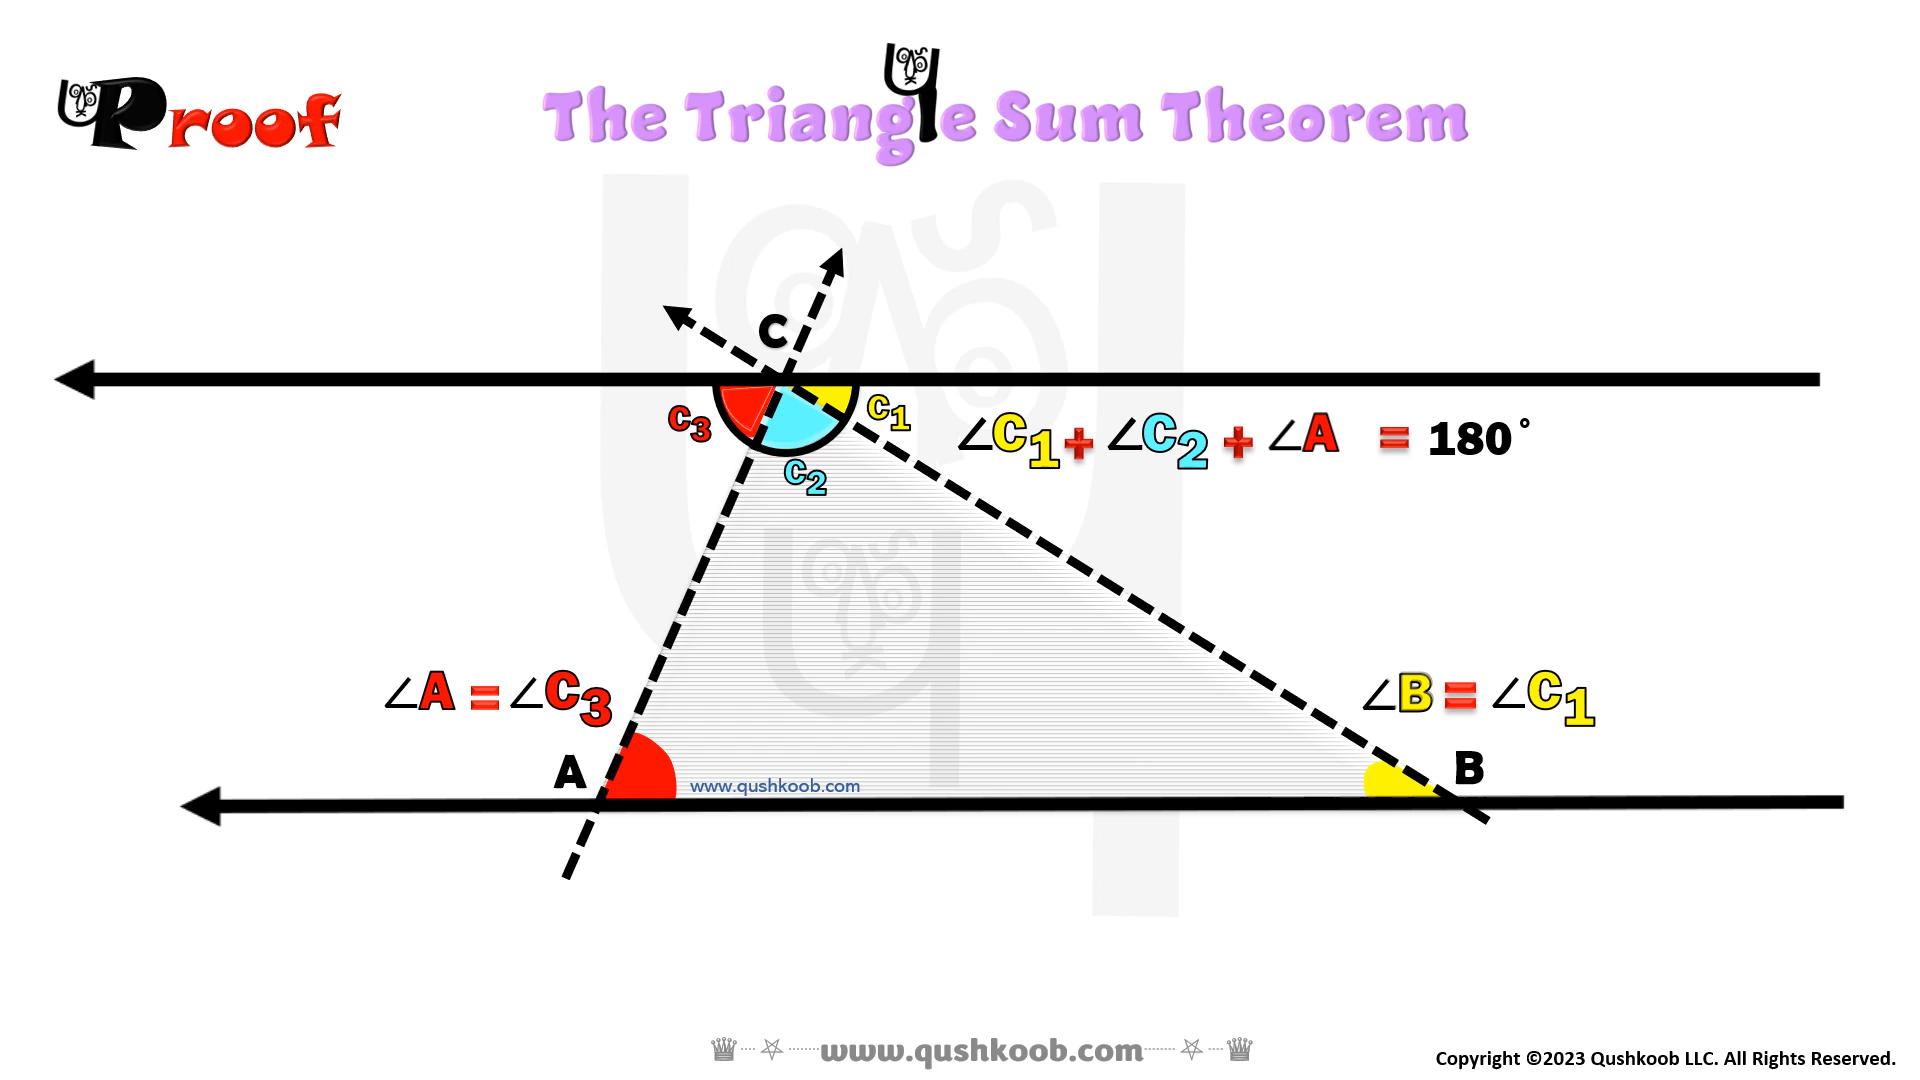 Proof
The Triangle Sum Theorem
C
C3
C1
C2
∠C1 + ∠C2 + ∠A = 180°
∠A = ∠C3
∠B = ∠C1
A
B
www.qushkoob.com
www.qushkoob.com
Copyright ©2023 Qushkoob LLC. All Rights Reserved.